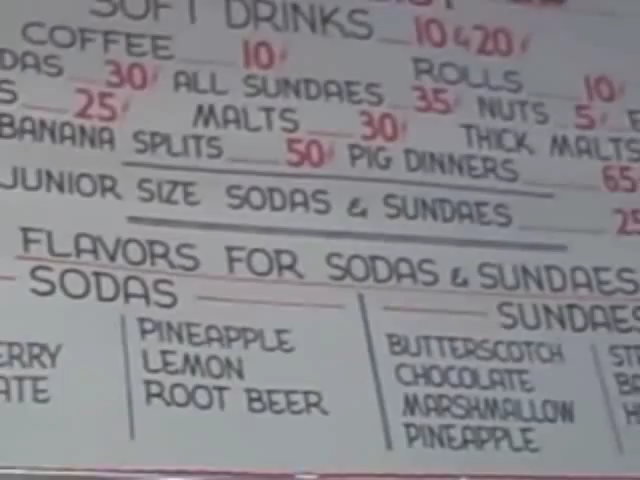 SOFT DRINKS 10 & 20¢
COFFEE 10¢ ROLLS 10¢
DAS 30¢ ALL SUNDAES 35¢ NUTS 5¢
S 25¢ MALTS 30¢ THICK MALTS
BANANA SPLITS 50¢ PIG DINNERS 65
JUNIOR SIZE SODAS & SUNDAES 25
FLAVORS FOR SODAS & SUNDAES
SODAS SUNDAES
ERRY PINEAPPLE BUTTERSCOTCH ST
ATE LEMON CHOCOLATE
ROOT BEER MARSHMALLOW
PINEAPPLE